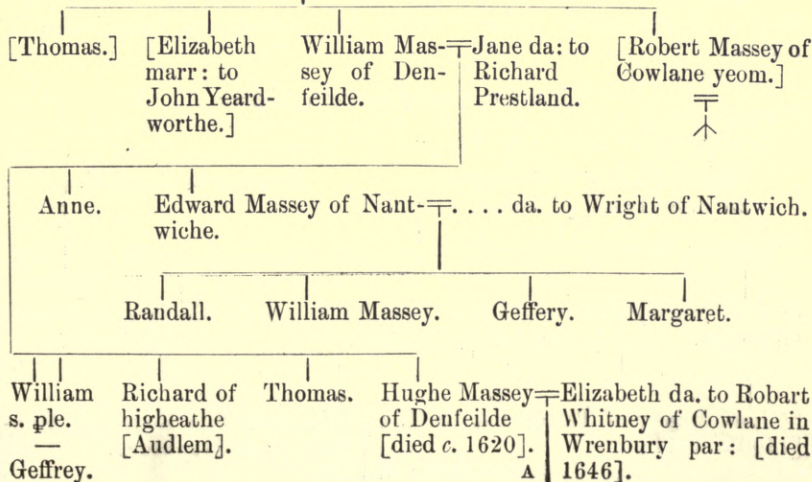 [Thomas.]
[Elizabeth
marr: to
John Yeard-
worthe.]
William Mas-
sey of Den-
feilde.
Jane da: to
Richard
Prestland.
[Robert Massey of
Cowlane yeom.]
Anne.
Edward Massey of Nant-
wiche.
. . . . da. to Wright of Nantwich.
Randall.
William Massey.
Geffery.
Margaret.
William
s. ꝑle.
—
Geffrey.
Richard of
higheathe
[Audlem].
Thomas.
Hughe Massey
of Denfeilde
[died c. 1620].
A
Elizabeth da. to Robart
Whitney of Cowlane in
Wrenbury par: [died
1646].